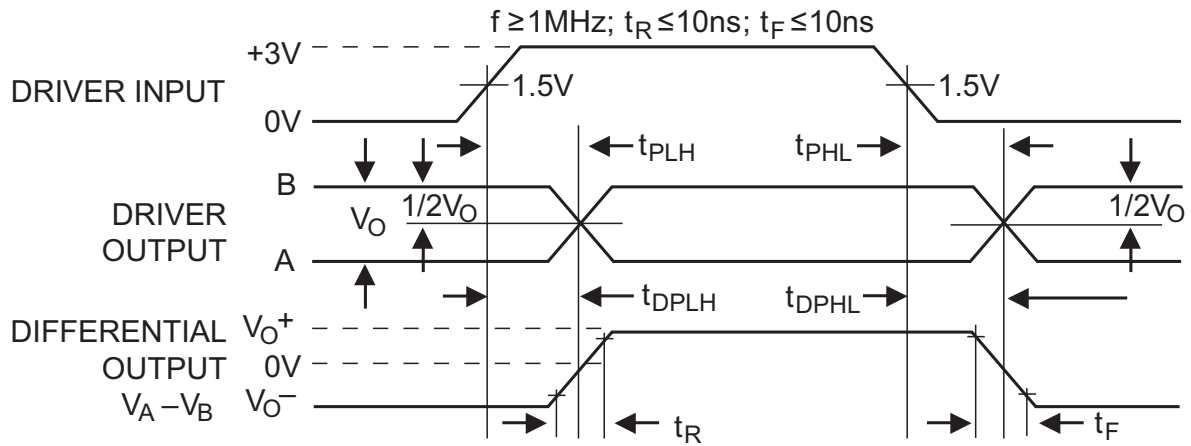 f ≥1MHz; tR ≤10ns; tF ≤10ns
+3V
DRIVER INPUT
1.5V
1.5V
0V
tPLH
tPHL
B
DRIVER
OUTPUT
VO
1/2VO
1/2VO
A
tDPLH
tDPHL
DIFFERENTIAL
OUTPUT
VA –VB
VO+
0V
VO–
tR
tF